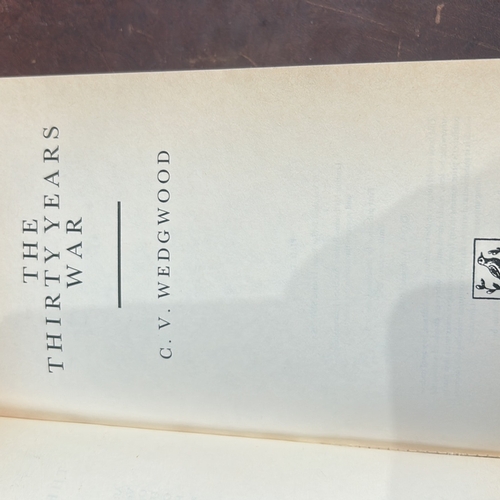 THE
THIRTY YEARS
WAR
C. V. WEDGWOOD